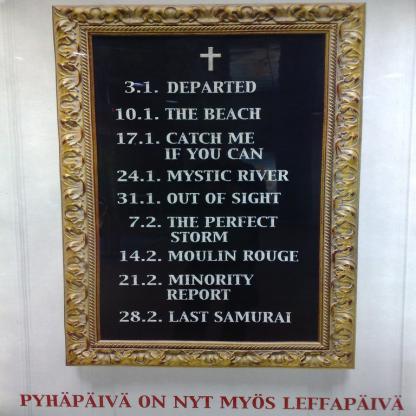 3.1. DEPARTED
10.1. THE BEACH
17.1. CATCH ME
IF YOU CAN
24.1. MYSTIC RIVER
31.1. OUT OF SIGHT
7.2. THE PERFECT
STORM
14.2. MOULIN ROUGE
21.2. MINORITY
REPORT
28.2. LAST SAMURAI
PYHÄPÄIVÄ ON NYT MYÖS LEFFAPÄIVÄ